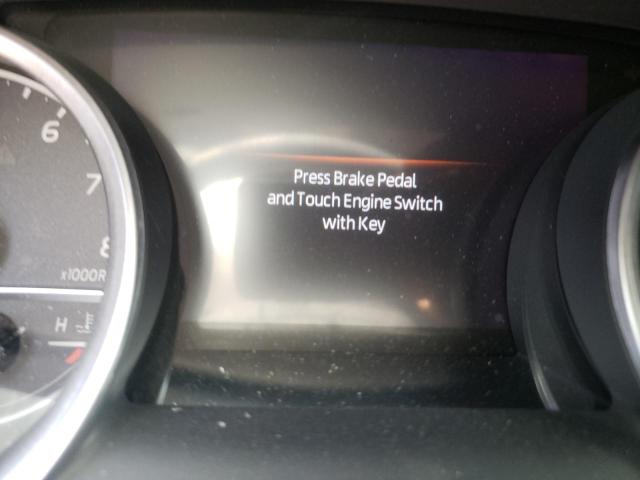 Press Brake Pedal
and Touch Engine Switch
with Key
6
7
8
x1000R
H